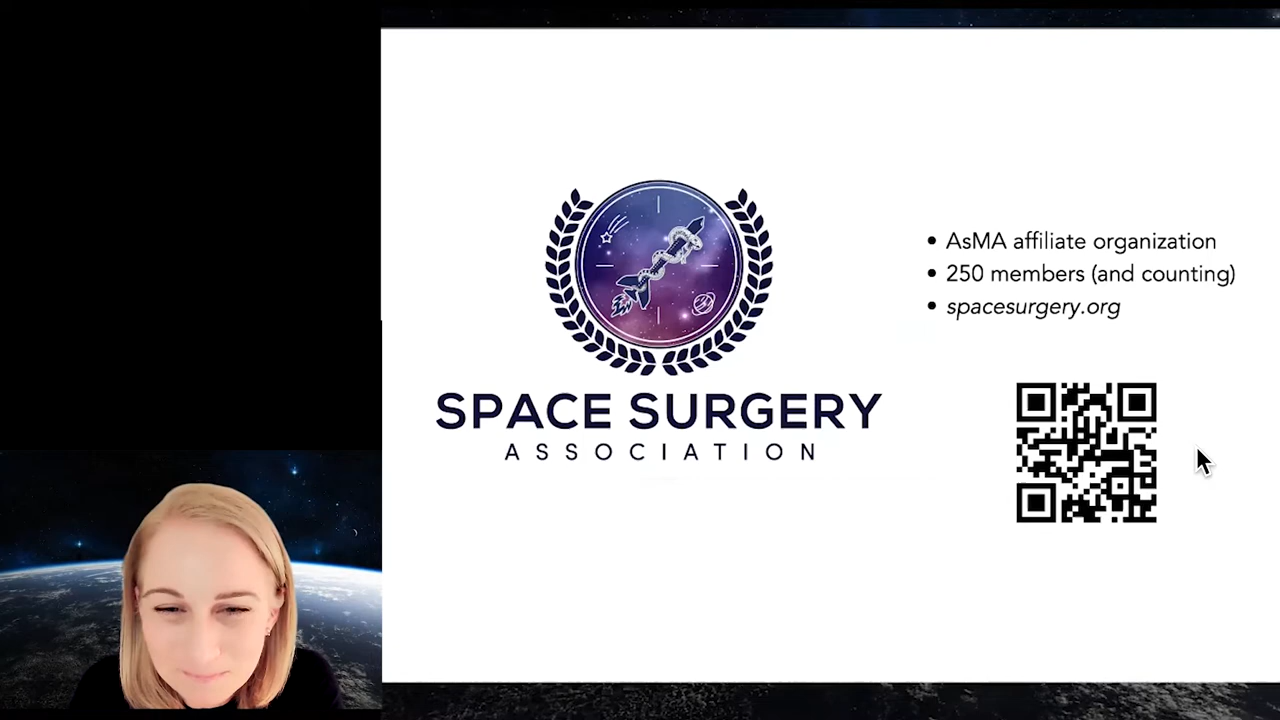 SPACE SURGERY
ASSOCIATION
• AsMA affiliate organization
• 250 members (and counting)
• spacesurgery.org